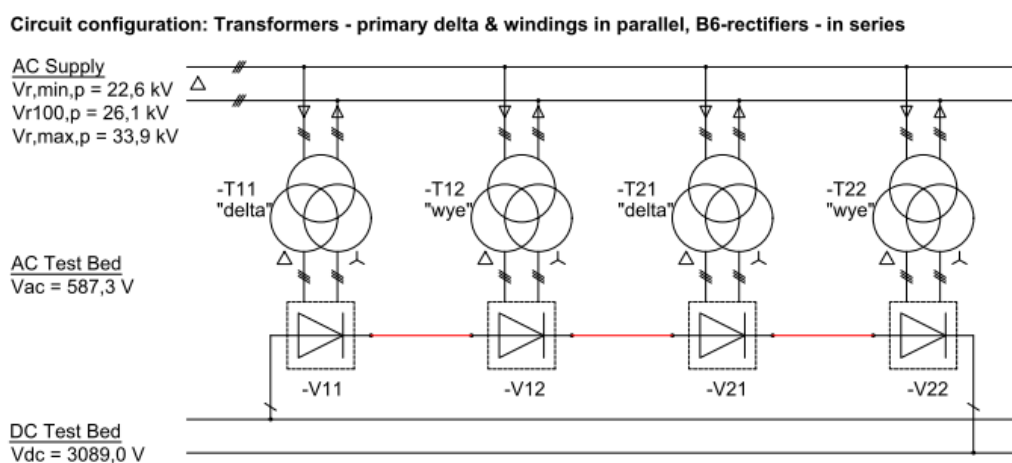 Circuit configuration: Transformers - primary delta & windings in parallel, B6-rectifiers - in series
AC Supply
Vr,min,p = 22,6 kV
Vr100,p = 26,1 kV
Vr,max,p = 33,9 kV
-T11
"delta"
-T12
"wye"
-T21
"delta"
-T22
"wye"
AC Test Bed
Vac = 587,3 V
-V11
-V12
-V21
-V22
DC Test Bed
Vdc = 3089,0 V